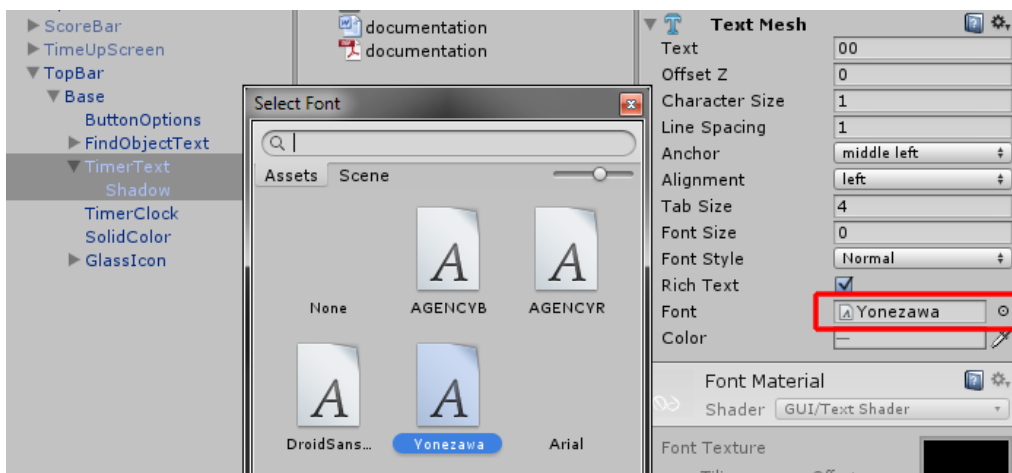 ScoreBar
TimeUpScreen
TopBar
Base
ButtonOptions
FindObjectText
TimerText
Shadow
TimerClock
SolidColor
GlassIcon
documentation
documentation
Select Font
Assets Scene
None AGENCYB AGENCYR
DroidSans... Yonezawa Arial
Text Mesh
Text 00
Offset Z 0
Character Size 1
Line Spacing 1
Anchor middle left
Alignment left
Tab Size 4
Font Size 0
Font Style Normal
Rich Text
Font Yonezawa
Color
Font Material
Shader GUI/Text Shader
Font Texture